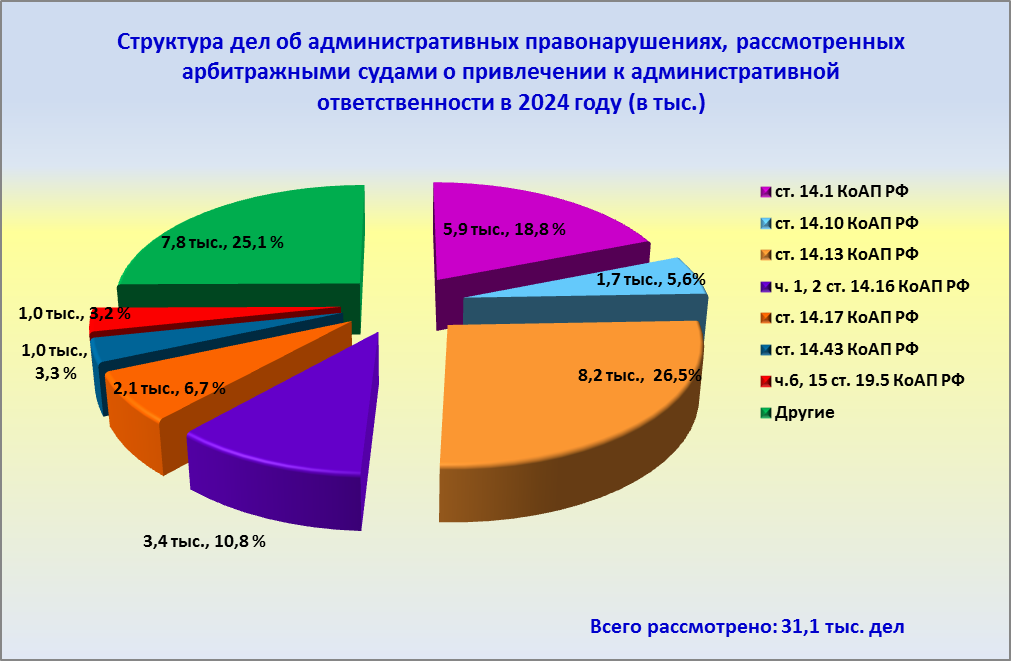 Структура дел об административных правонарушениях, рассмотренных
арбитражными судами о привлечении к административной
ответственности в 2024 году (в тыс.)
5,9 тыс., 18,8 %
1,7 тыс., 5,6%
8,2 тыс.,  26,5%
3,4 тыс., 10,8 %
2,1 тыс., 6,7 %
1,0 тыс.,
3,3 %
1,0 тыс., 3,2 %
7,8 тыс., 25,1 %
ст. 14.1 КоАП РФ
ст. 14.10 КоАП РФ
ст. 14.13 КоАП РФ
ч. 1, 2 ст. 14.16 КоАП РФ
ст. 14.17 КоАП РФ
ст. 14.43 КоАП РФ
ч.6, 15 ст. 19.5 КоАП РФ
Другие
Всего рассмотрено: 31,1 тыс. дел